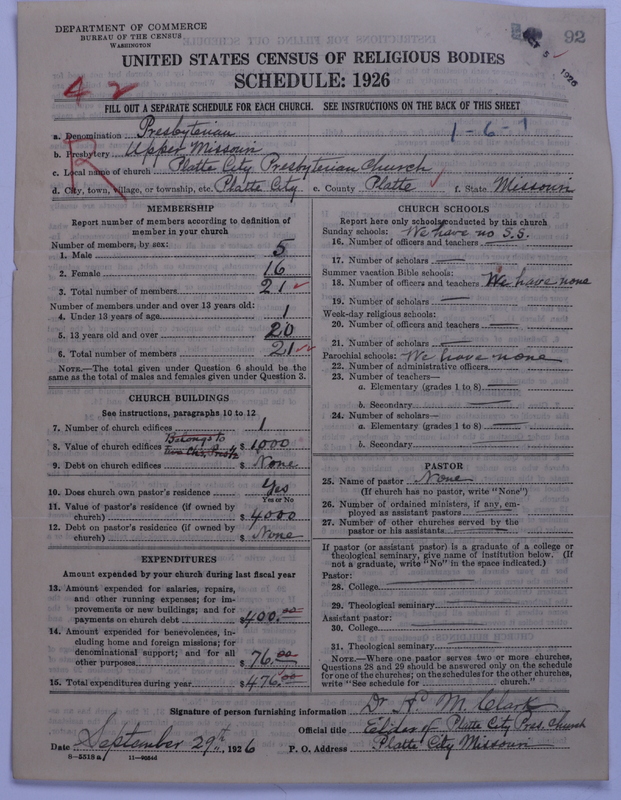 DEPARTMENT OF COMMERCE
BUREAU OF THE CENSUS
WASHINGTON
92
5 1926
UNITED STATES CENSUS OF RELIGIOUS BODIES
SCHEDULE: 1926
42
FILL OUT A SEPARATE SCHEDULE FOR EACH CHURCH. SEE INSTRUCTIONS ON THE BACK OF THIS SHEET
R
1-6-1
a. Denomination Presbyterian
b. Presbytery Upper Missouri
c. Local name of church Platte City Presbyterian Church
d. City, town, village, or township, etc. Platte City e. County Platte f. State Missouri
MEMBERSHIP
Report number of members according to definition of
member in your church
Number of members, by sex:
1. Male 5
2. Female 16
3. Total number of members 21
Number of members under and over 13 years old:
4. Under 13 years of age 1
5. 13 years old and over 20
6. Total number of members 21
NOTE.—The total given under Question 6 should be
same as the total of males and females given under Question 3.
CHURCH BUILDINGS
See instructions, paragraphs 10 to 12
7. Number of church edifices 1
Belongs to
8. Value of church edifices $ 1000
9. Debt on church edifices $ None
10. Does church own pastor's residence Yes
Yes or No
11. Value of pastor's residence (if owned by
church) $ 4000
12. Debt on pastor's residence (if owned by
church) $ None
EXPENDITURES
Amount expended by your church during last fiscal year
13. Amount expended for salaries, repairs,
and other running expenses; for im-
provements or new buildings; and for
payments on church debt $ 400.00
14. Amount expended for benevolences, in-
cluding home and foreign missions; for
denominational support; and for all
other purposes $ 76.00
15. Total expenditures during year $ 476.00
CHURCH SCHOOLS
Report here only schools conducted by this church
Sunday schools: We have no S.S.
16. Number of officers and teachers
17. Number of scholars
Summer vacation Bible schools:
18. Number of officers and teachers We have none
19. Number of scholars
Week-day religious schools:
20. Number of officers and teachers
21. Number of scholars
Parochial schools: We have none
22. Number of administrative officers
23. Number of teachers—
a. Elementary (grades 1 to 8)
b. Secondary
24. Number of scholars—
a. Elementary (grades 1 to 8)
b. Secondary
PASTOR
25. Name of pastor None
(If church has no pastor, write "None")
26. Number of ordained ministers, if any, em-
ployed as assistant pastors
27. Number of other churches served by the
pastor or his assistants
If pastor (or assistant pastor) is a graduate of a college or
theological seminary, give name of institution below. (If
not a graduate, write "No" in the space indicated.)
Pastor:
28. College
29. Theological seminary
Assistant pastor:
30. College
31. Theological seminary
NOTE.—Where one pastor serves two or more churches,
Questions 28 and 29 should be answered only on the schedule
for one of the churches; on the schedules for the other churches,
write "See schedule for church."
Signature of person furnishing information Dr. M. Clark
Official title Elder of Platte City Pres. Church
Date September 29th, 1926 P. O. Address Platte City Missouri
8—5518 a